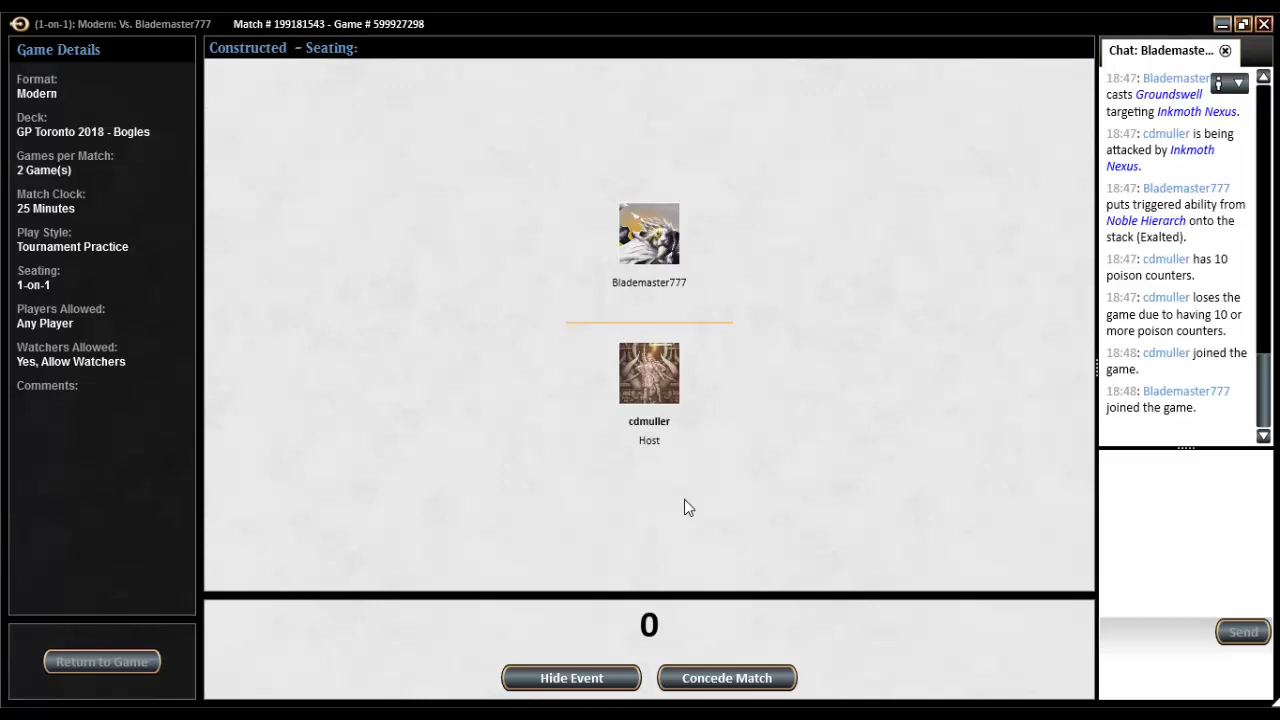 (1-on-1): Modern: Vs. Blademaster777 Match # 199181543 - Game # 599927298
Game Details
Format:
Modern
Deck:
GP Toronto 2018 - Bogles
Games per Match:
2 Game(s)
Match Clock:
25 Minutes
Play Style:
Tournament Practice
Seating:
1-on-1
Players Allowed:
Any Player
Watchers Allowed:
Yes, Allow Watchers
Comments:
Return to Game
Constructed - Seating:
Blademaster777
cdmuller
Host
0
Hide Event Concede Match
Chat: Blademaste...
18:47: Blademaster
casts Groundswell
targeting Inkmoth Nexus.
18:47: cdmuller is being
attacked by Inkmoth
Nexus.
18:47: Blademaster777
puts triggered ability from
Noble Hierarch onto the
stack (Exalted).
18:47: cdmuller has 10
poison counters.
18:47: cdmuller loses the
game due to having 10 or
more poison counters.
18:48: cdmuller joined the
game.
18:48: Blademaster777
joined the game.
Send